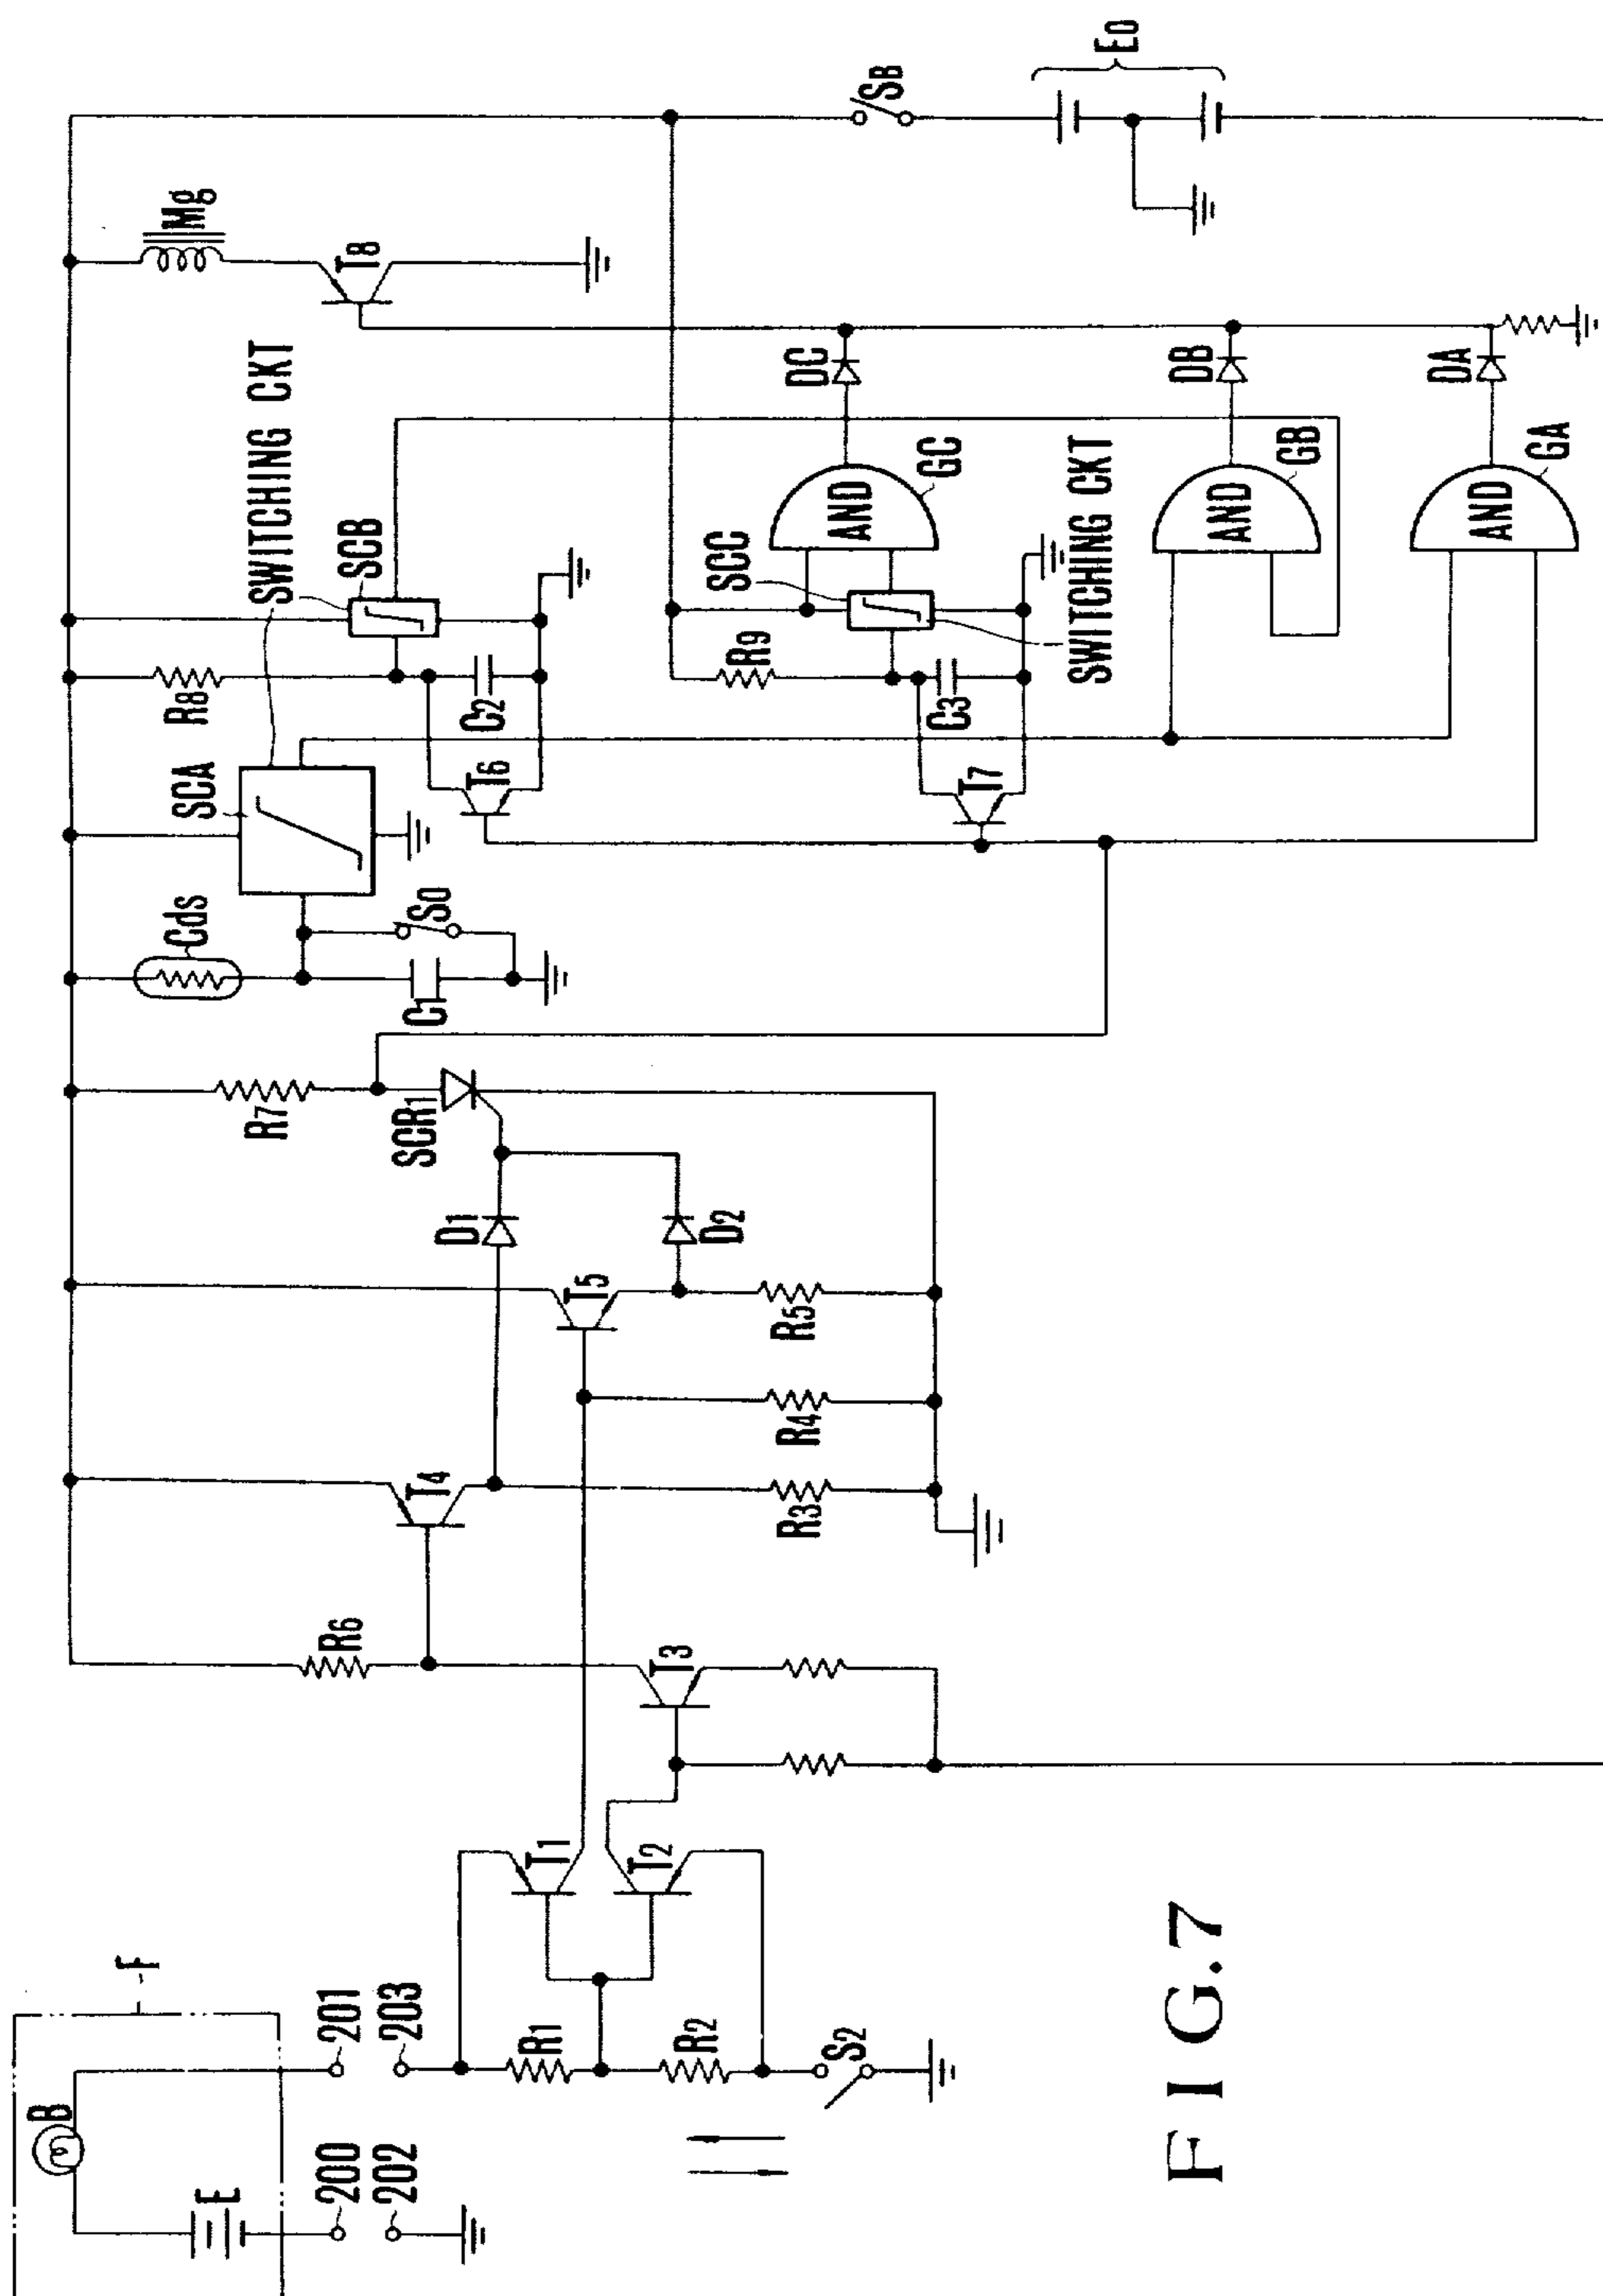 F
B
E
200
201
202
203
R1
R2
S2
T1
T2
T3
R6
T4
T5
R3
R4
R5
D1
D2
R7
SCR1
Cds
C1
S0
SCA
SWITCHING CKT
R8
SCB
C2
T6
R9
SCC
C3
T7
SWITCHING CKT
AND
GC
AND
GB
AND
GA
DC
DB
DA
Mg
T8
SB
E0
FIG.7